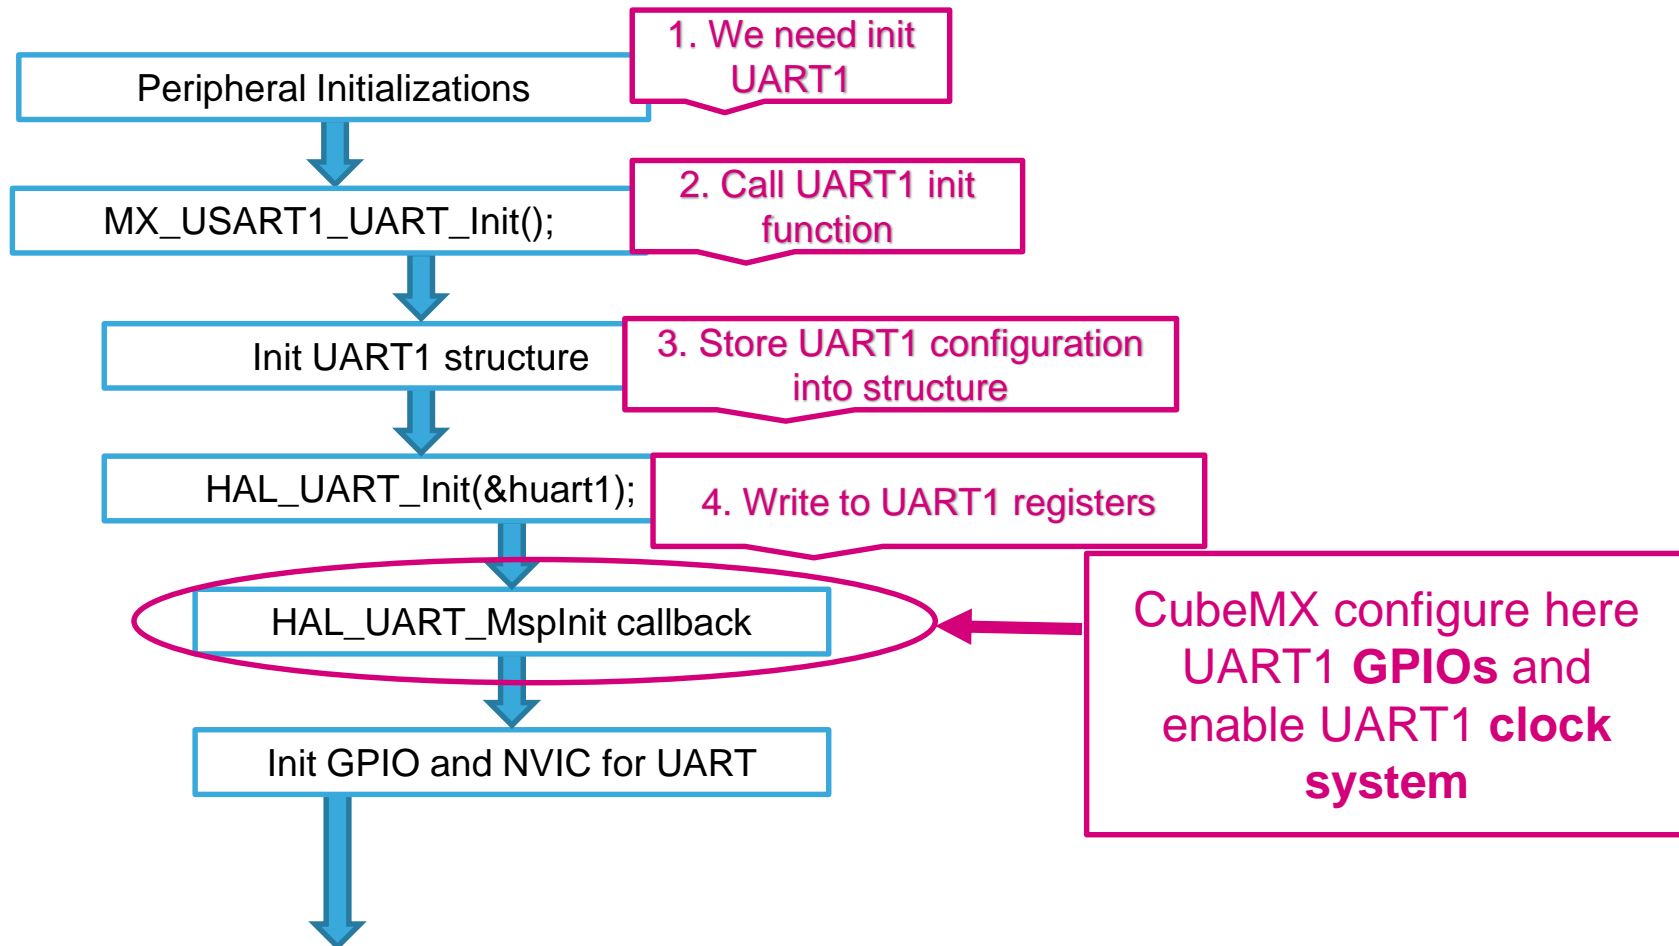 1. We need init
UART1
Peripheral Initializations
2. Call UART1 init
function
MX_USART1_UART_Init();
3. Store UART1 configuration
into structure
Init UART1 structure
HAL_UART_Init(&huart1);
4. Write to UART1 registers
HAL_UART_MspInit callback
CubeMX configure here
UART1 GPIOs and
enable UART1 clock
system
Init GPIO and NVIC for UART